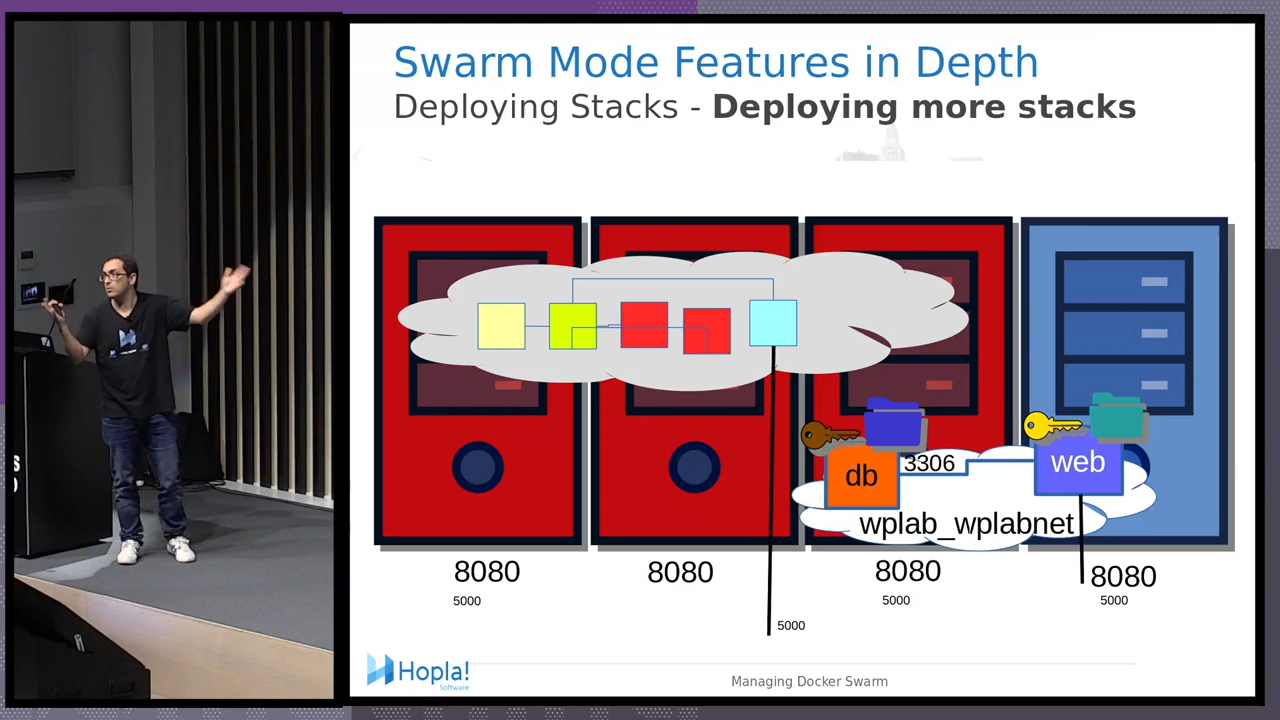 Swarm Mode Features in Depth
Deploying Stacks - Deploying more stacks
db
3306
web
wplab_wplabnet
8080
8080
8080
8080
5000
5000
5000
5000
Hopla!
Software
Managing Docker Swarm